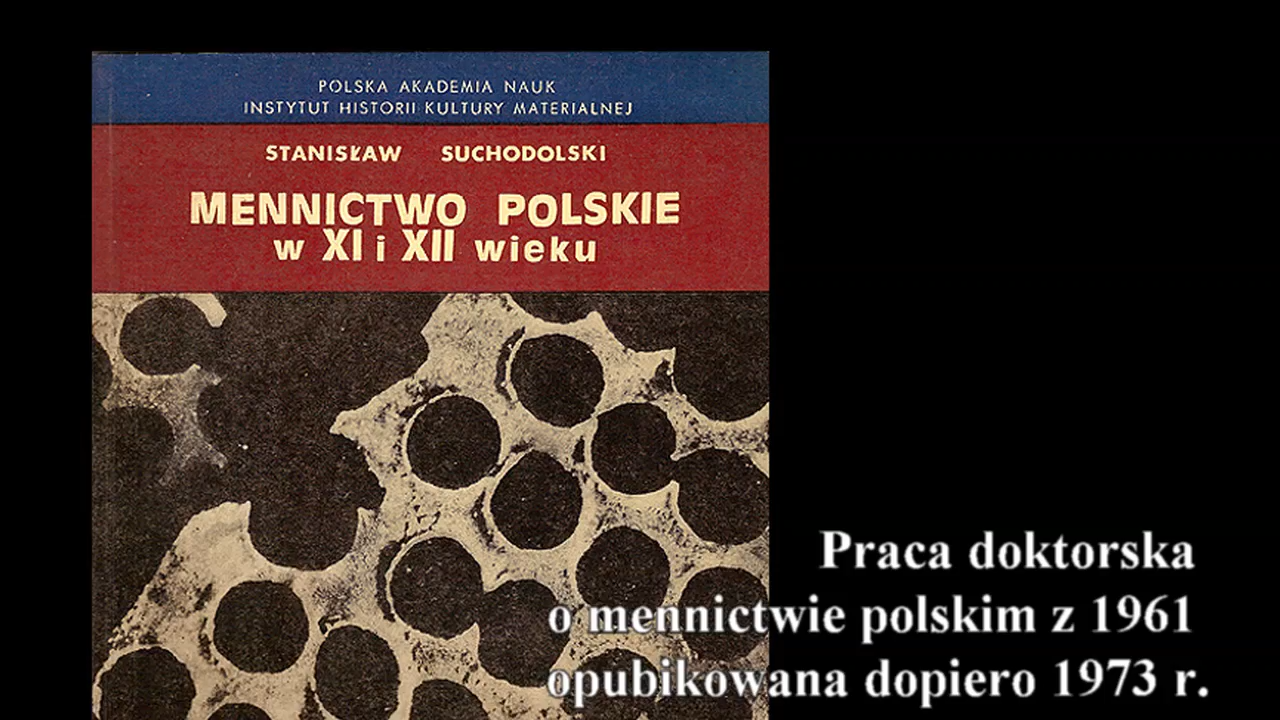 POLSKA AKADEMIA NAUK
INSTYTUT HISTORII KULTURY MATERIALNEJ
STANISŁAW SUCHODOLSKI
MENNICTWO POLSKIE
w XI i XII wieku
Praca doktorska
o mennictwie polskim z 1961
opubikowana dopiero 1973 r.